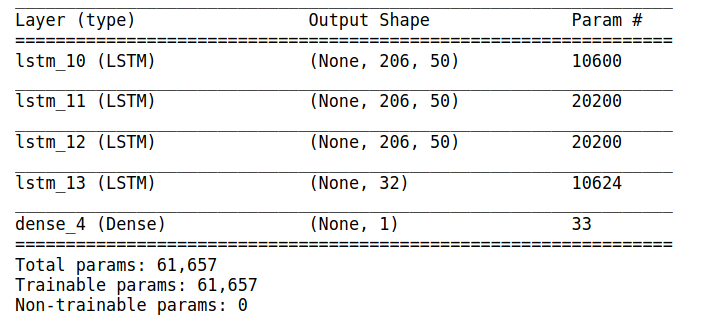 Layer (type) Output Shape Param #
=================================================================
lstm_10 (LSTM) (None, 206, 50) 10600
lstm_11 (LSTM) (None, 206, 50) 20200
lstm_12 (LSTM) (None, 206, 50) 20200
lstm_13 (LSTM) (None, 32) 10624
dense_4 (Dense) (None, 1) 33
=================================================================
Total params: 61,657
Trainable params: 61,657
Non-trainable params: 0